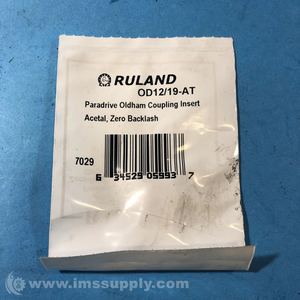 RULAND
OD12/19-AT
Paradrive Oldham Coupling Insert
Acetal, Zero Backlash
7029
6 34529 05993 7
www.imssupply.com